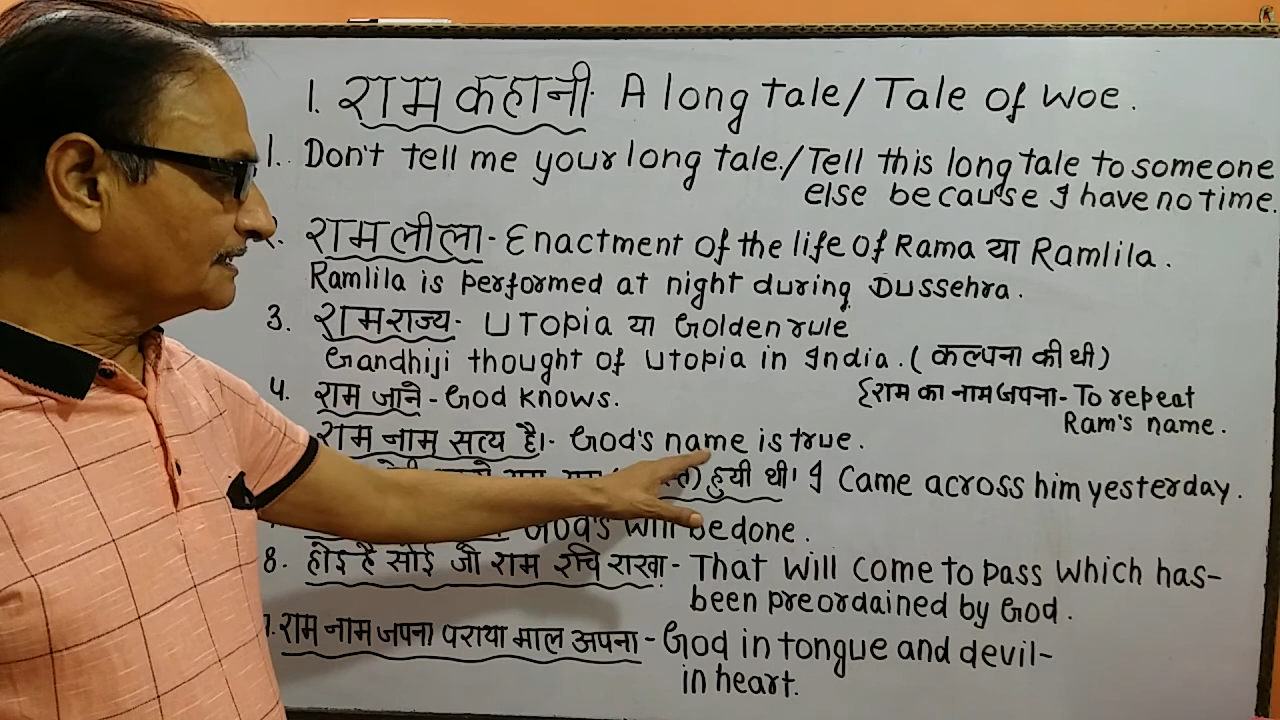 1. राम कहानी. A long tale/Tale of woe.
1.. Don't tell me your long tale./Tell this long tale to someone
else because I have no time.
2. रामलीला- Enactment of the life of Rama या Ramlila.
Ramlila is performed at night during Dussehra.
3. रामराज्य- Utopia या Golden rule
Gandhiji thought of utopia in India. (कल्पना की थी)
4. राम जाने - God knows.
{राम का नाम जपना- To repeat
Ram's name.
राम नाम सत्य है।- God's name is true.
हुयी थी। I Came across him yesterday.
God's will be done.
8. होइ है सोई जो राम रचि राखा- That will come to pass which has-
been preordained by God.
राम नाम जपना पराया माल अपना - God in tongue and devil-
in heart.